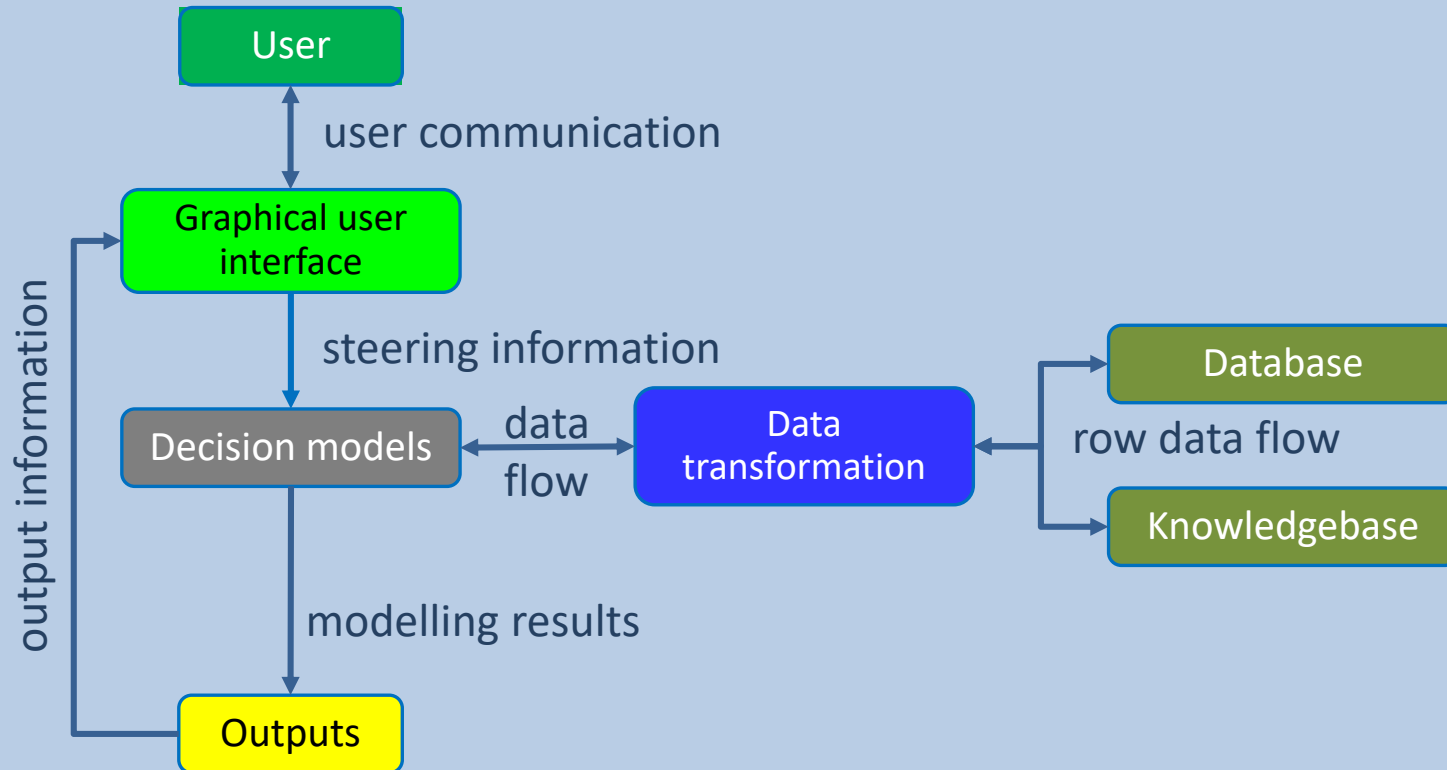 User
user communication
Graphical user
interface
output information
steering information
Database
Decision models
data
flow
Data
transformation
row data flow
Knowledgebase
modelling results
Outputs